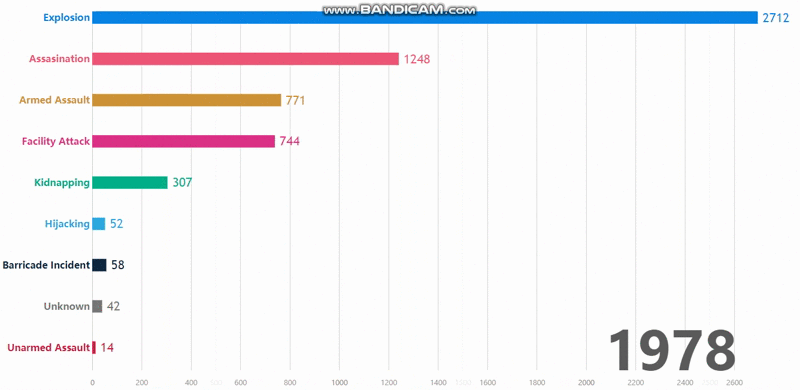 www.BANDICAM.com
Explosion 2712
Assasination 1248
Armed Assault 771
Facility Attack 744
Kidnapping 307
Hijacking 52
Barricade Incident 58
Unknown 42
Unarmed Assault 14
1978
0 200 400 600 800 1000 1200 1400 1600 1800 2000 2200 2400 2600